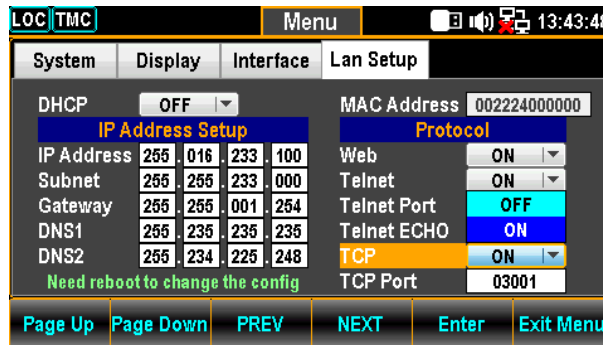 LOC TMC Menu 13:43:48
System Display Interface Lan Setup
DHCP OFF MAC Address 002224000000
IP Address Setup Protocol
IP Address 255 . 016 . 233 . 100 Web ON
Subnet 255 . 255 . 233 . 000 Telnet ON
Gateway 255 . 255 . 001 . 254 Telnet Port OFF
DNS1 255 . 235 . 235 . 235 Telnet ECHO ON
DNS2 255 . 234 . 225 . 248 TCP ON
Need reboot to change the config TCP Port 03001
Page Up Page Down PREV NEXT Enter Exit Menu